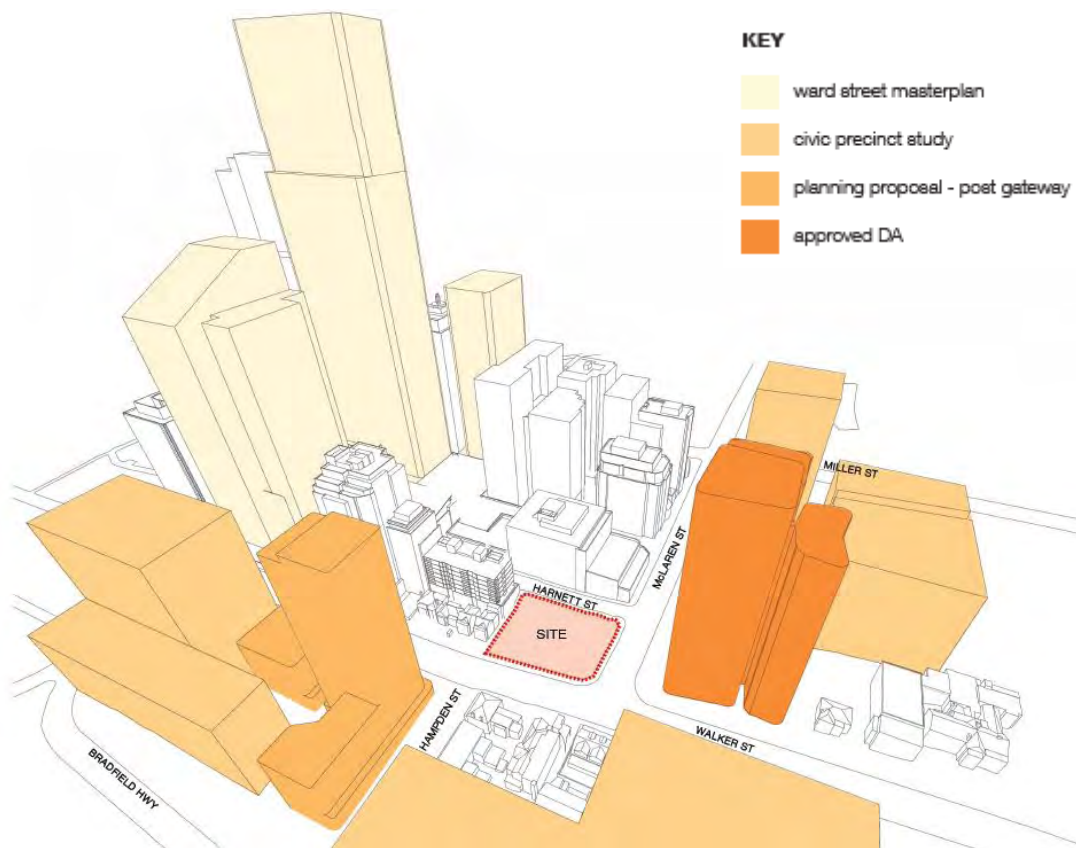 KEY
ward street masterplan
civic precinct study
planning proposal - post gateway
approved DA
MILLER ST
McLAREN ST
HARNETT ST
SITE
HAMPDEN ST
WALKER ST
BRADFIELD HWY